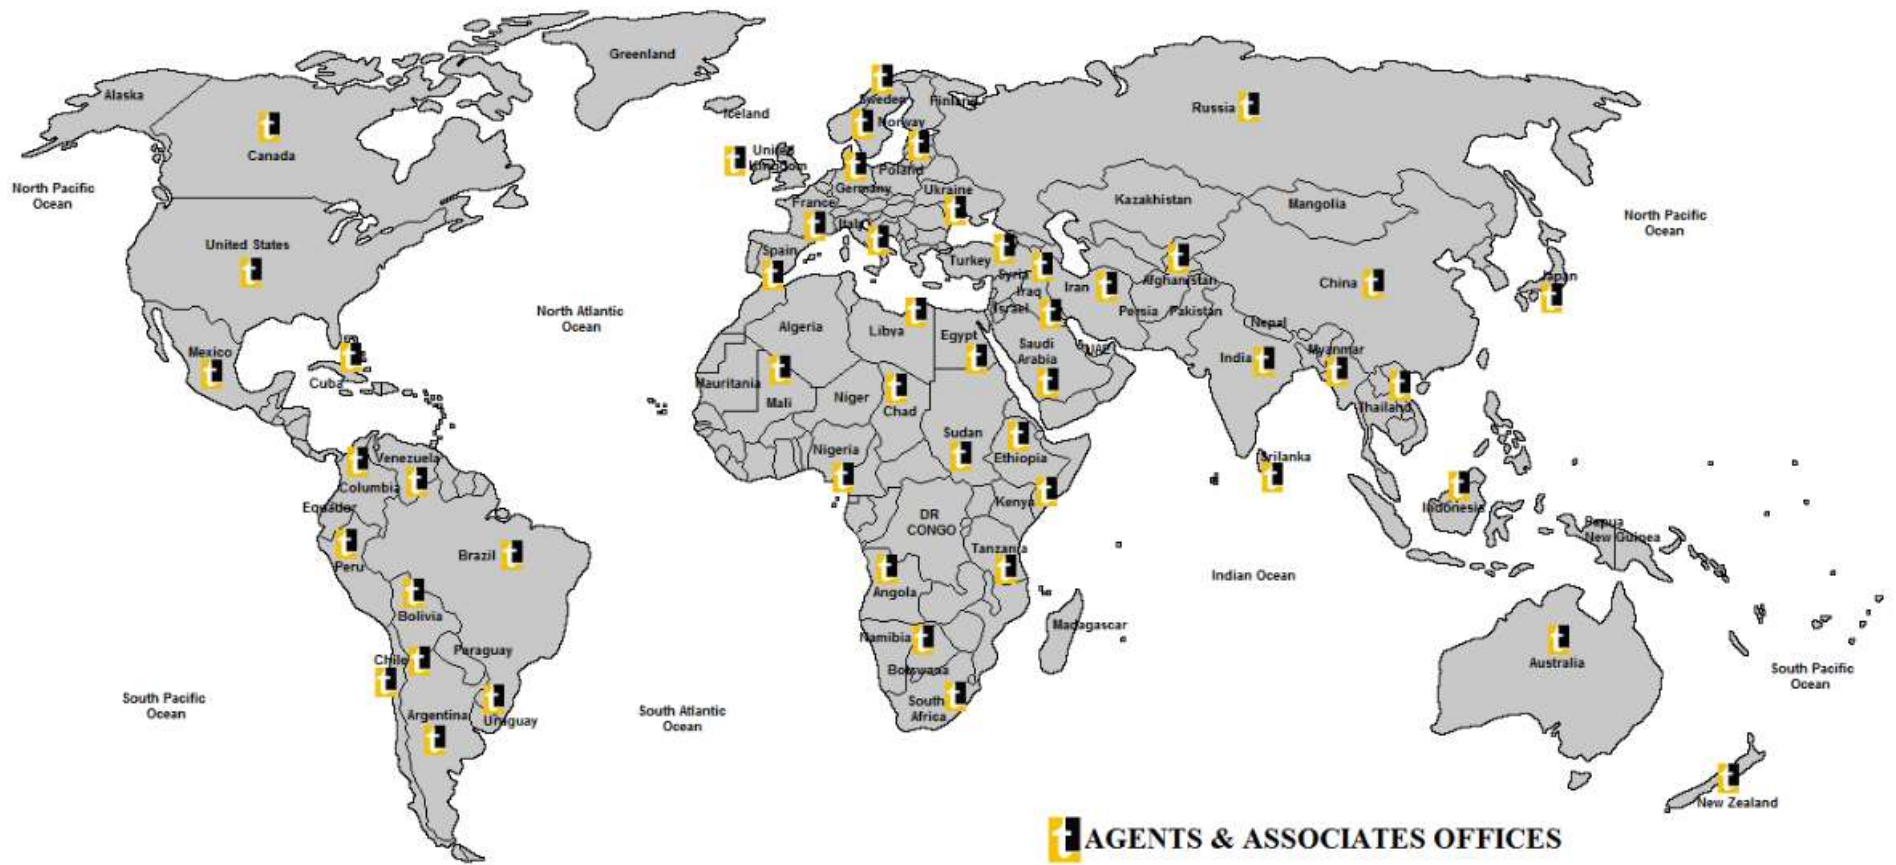 Greenland
Alaska
Sweden
Finland
Russia
Iceland
Norway
Canada
United
Kingdom
Poland
Germany
Ukraine
North Pacific
Ocean
Kazakhstan
Mangolia
France
Italy
North Pacific
Ocean
United States
Spain
Turkey
Syria
Afghanistan
China
Japan
Iraq
Iran
North Atlantic
Ocean
Algeria
Libya
Egypt
Israel
Persia
Pakistan
Nepal
Mexico
Cuba
Mauritania
Mali
Niger
Chad
Saudi
Arabia
UAE
India
Myanmar
Thailand
Venezuela
Columbia
Nigeria
Sudan
Ethiopia
Srilanka
Equador
Kenya
Indonesia
Peru
Brazil
DR
CONGO
Tanzania
Papua
New Guinea
Indian Ocean
Bolivia
Angola
Madagascar
Chile
Paraguay
Namibia
Botswana
Australia
South Pacific
Ocean
South Pacific
Ocean
Argentina
Uruguay
South Atlantic
Ocean
South
Africa
New Zealand
t AGENTS & ASSOCIATES OFFICES